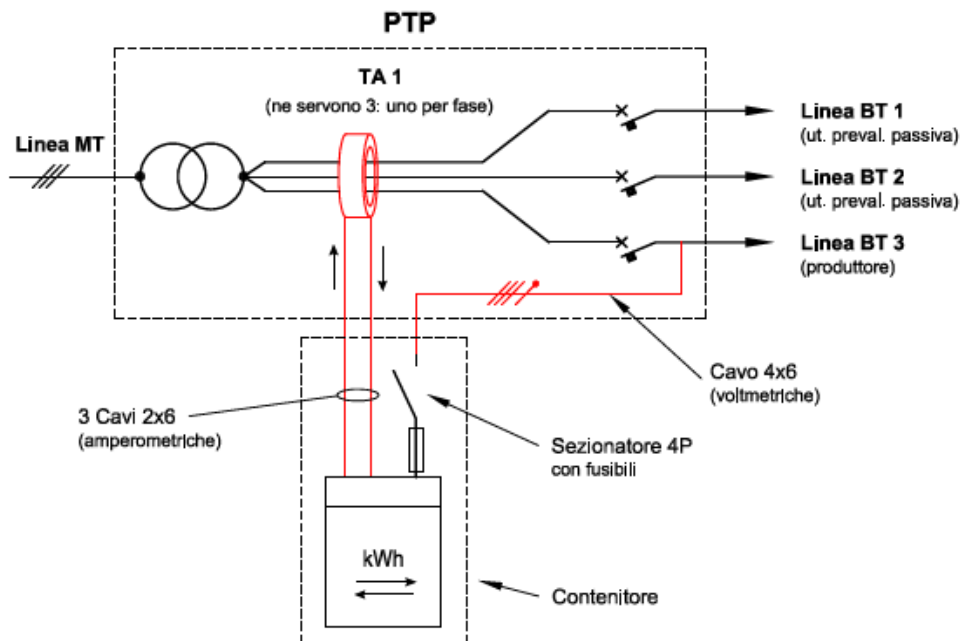 PTP
TA 1
(ne servono 3: uno per fase)
Linea MT
Linea BT 1
(ut. preval. passiva)
Linea BT 2
(ut. preval. passiva)
Linea BT 3
(produttore)
Cavo 4x6
(voltmetriche)
3 Cavi 2x6
(amperometriche)
Sezionatore 4P
con fusibili
kWh
Contenitore